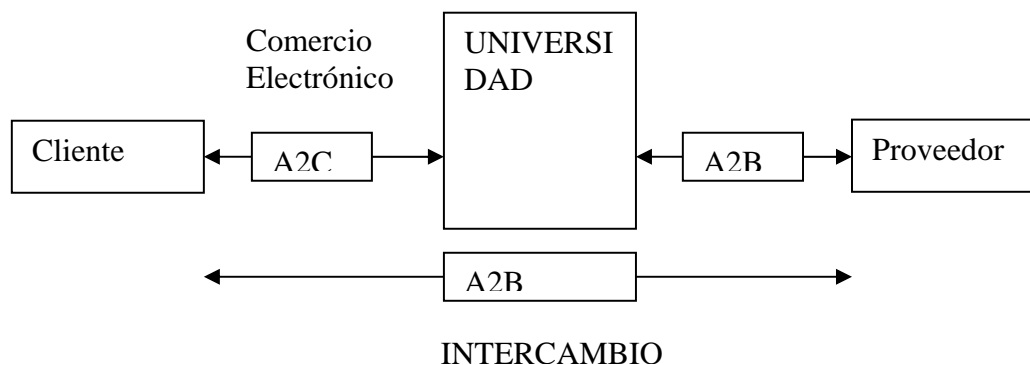 Comercio
Electrónico
UNIVERSI
DAD
Cliente
A2C
A2B
Proveedor
A2B
INTERCAMBIO